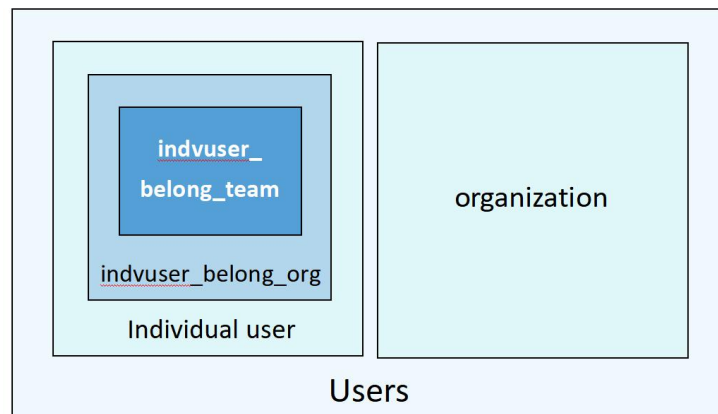 indvuser_
belong_team
indvuser_belong_org
Individual user
organization
Users